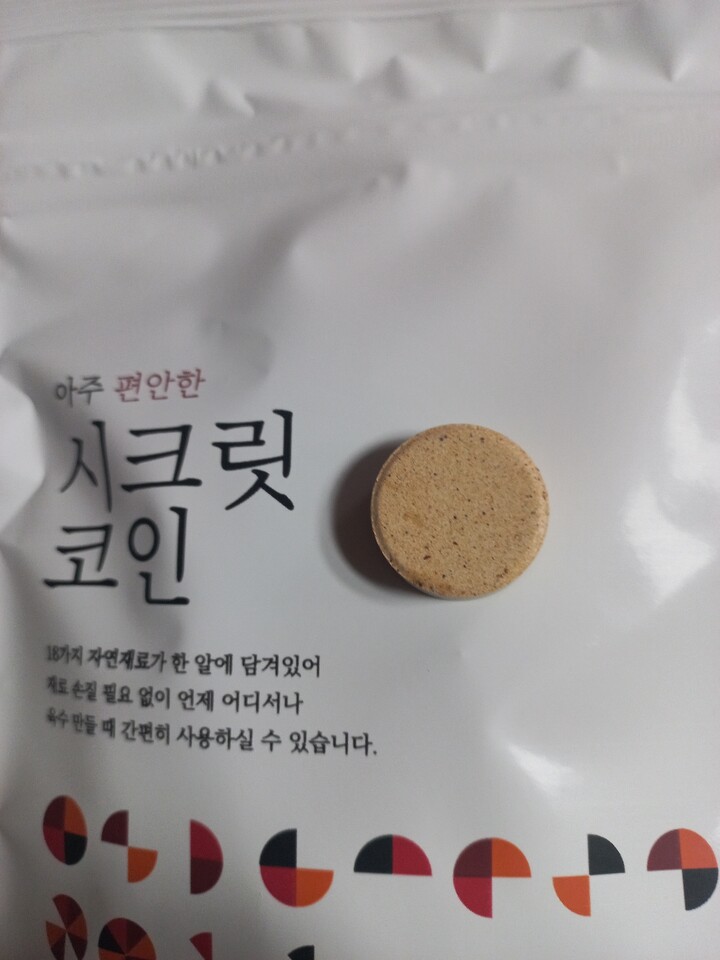 아주 편안한
시크릿
코인
18가지 자연재료가 한 알에 담겨있어
재료 손질 필요 없이 언제 어디서나
육수 만들 때 간편히 사용하실 수 있습니다.